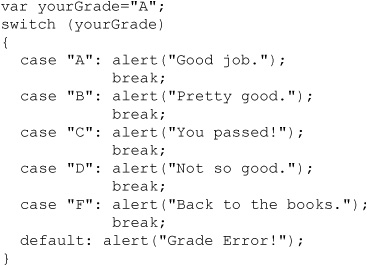 var yourGrade="A";
switch (yourGrade)
{
  case "A": alert("Good job.");
            break;
  case "B": alert("Pretty good.");
            break;
  case "C": alert("You passed!");
            break;
  case "D": alert("Not so good.");
            break;
  case "F": alert("Back to the books.");
            break;
  default: alert("Grade Error!");
}